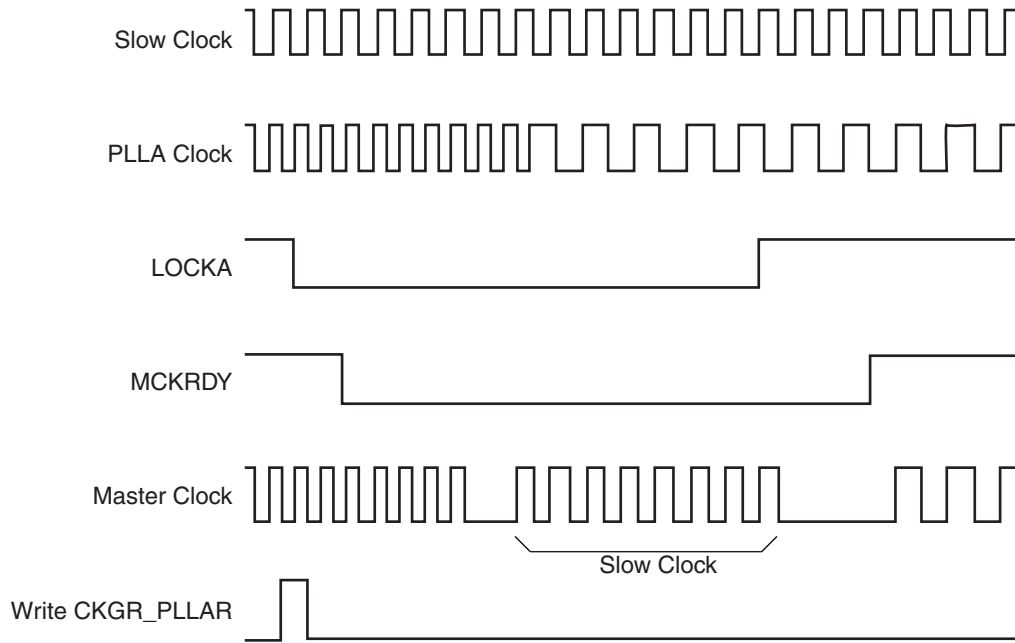 Slow Clock
PLLA Clock
LOCKA
MCKRDY
Master Clock
Slow Clock
Write CKGR_PLLAR